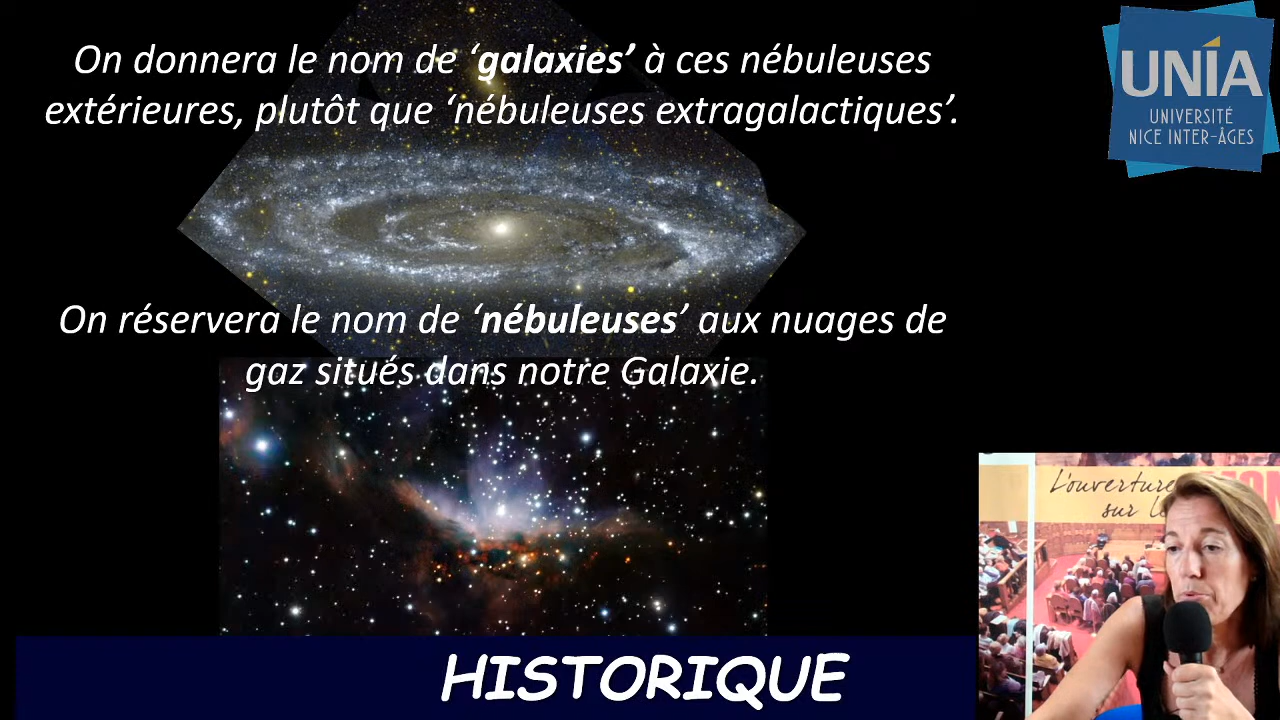 On donnera le nom de ‘galaxies’ à ces nébuleuses
extérieures, plutôt que ‘nébuleuses extragalactiques’.
UNIA
UNIVERSITÉ
NICE INTER-ÂGES
On réservera le nom de ‘nébuleuses’ aux nuages de
gaz situés dans notre Galaxie.
L'ouverture
sur
HISTORIQUE